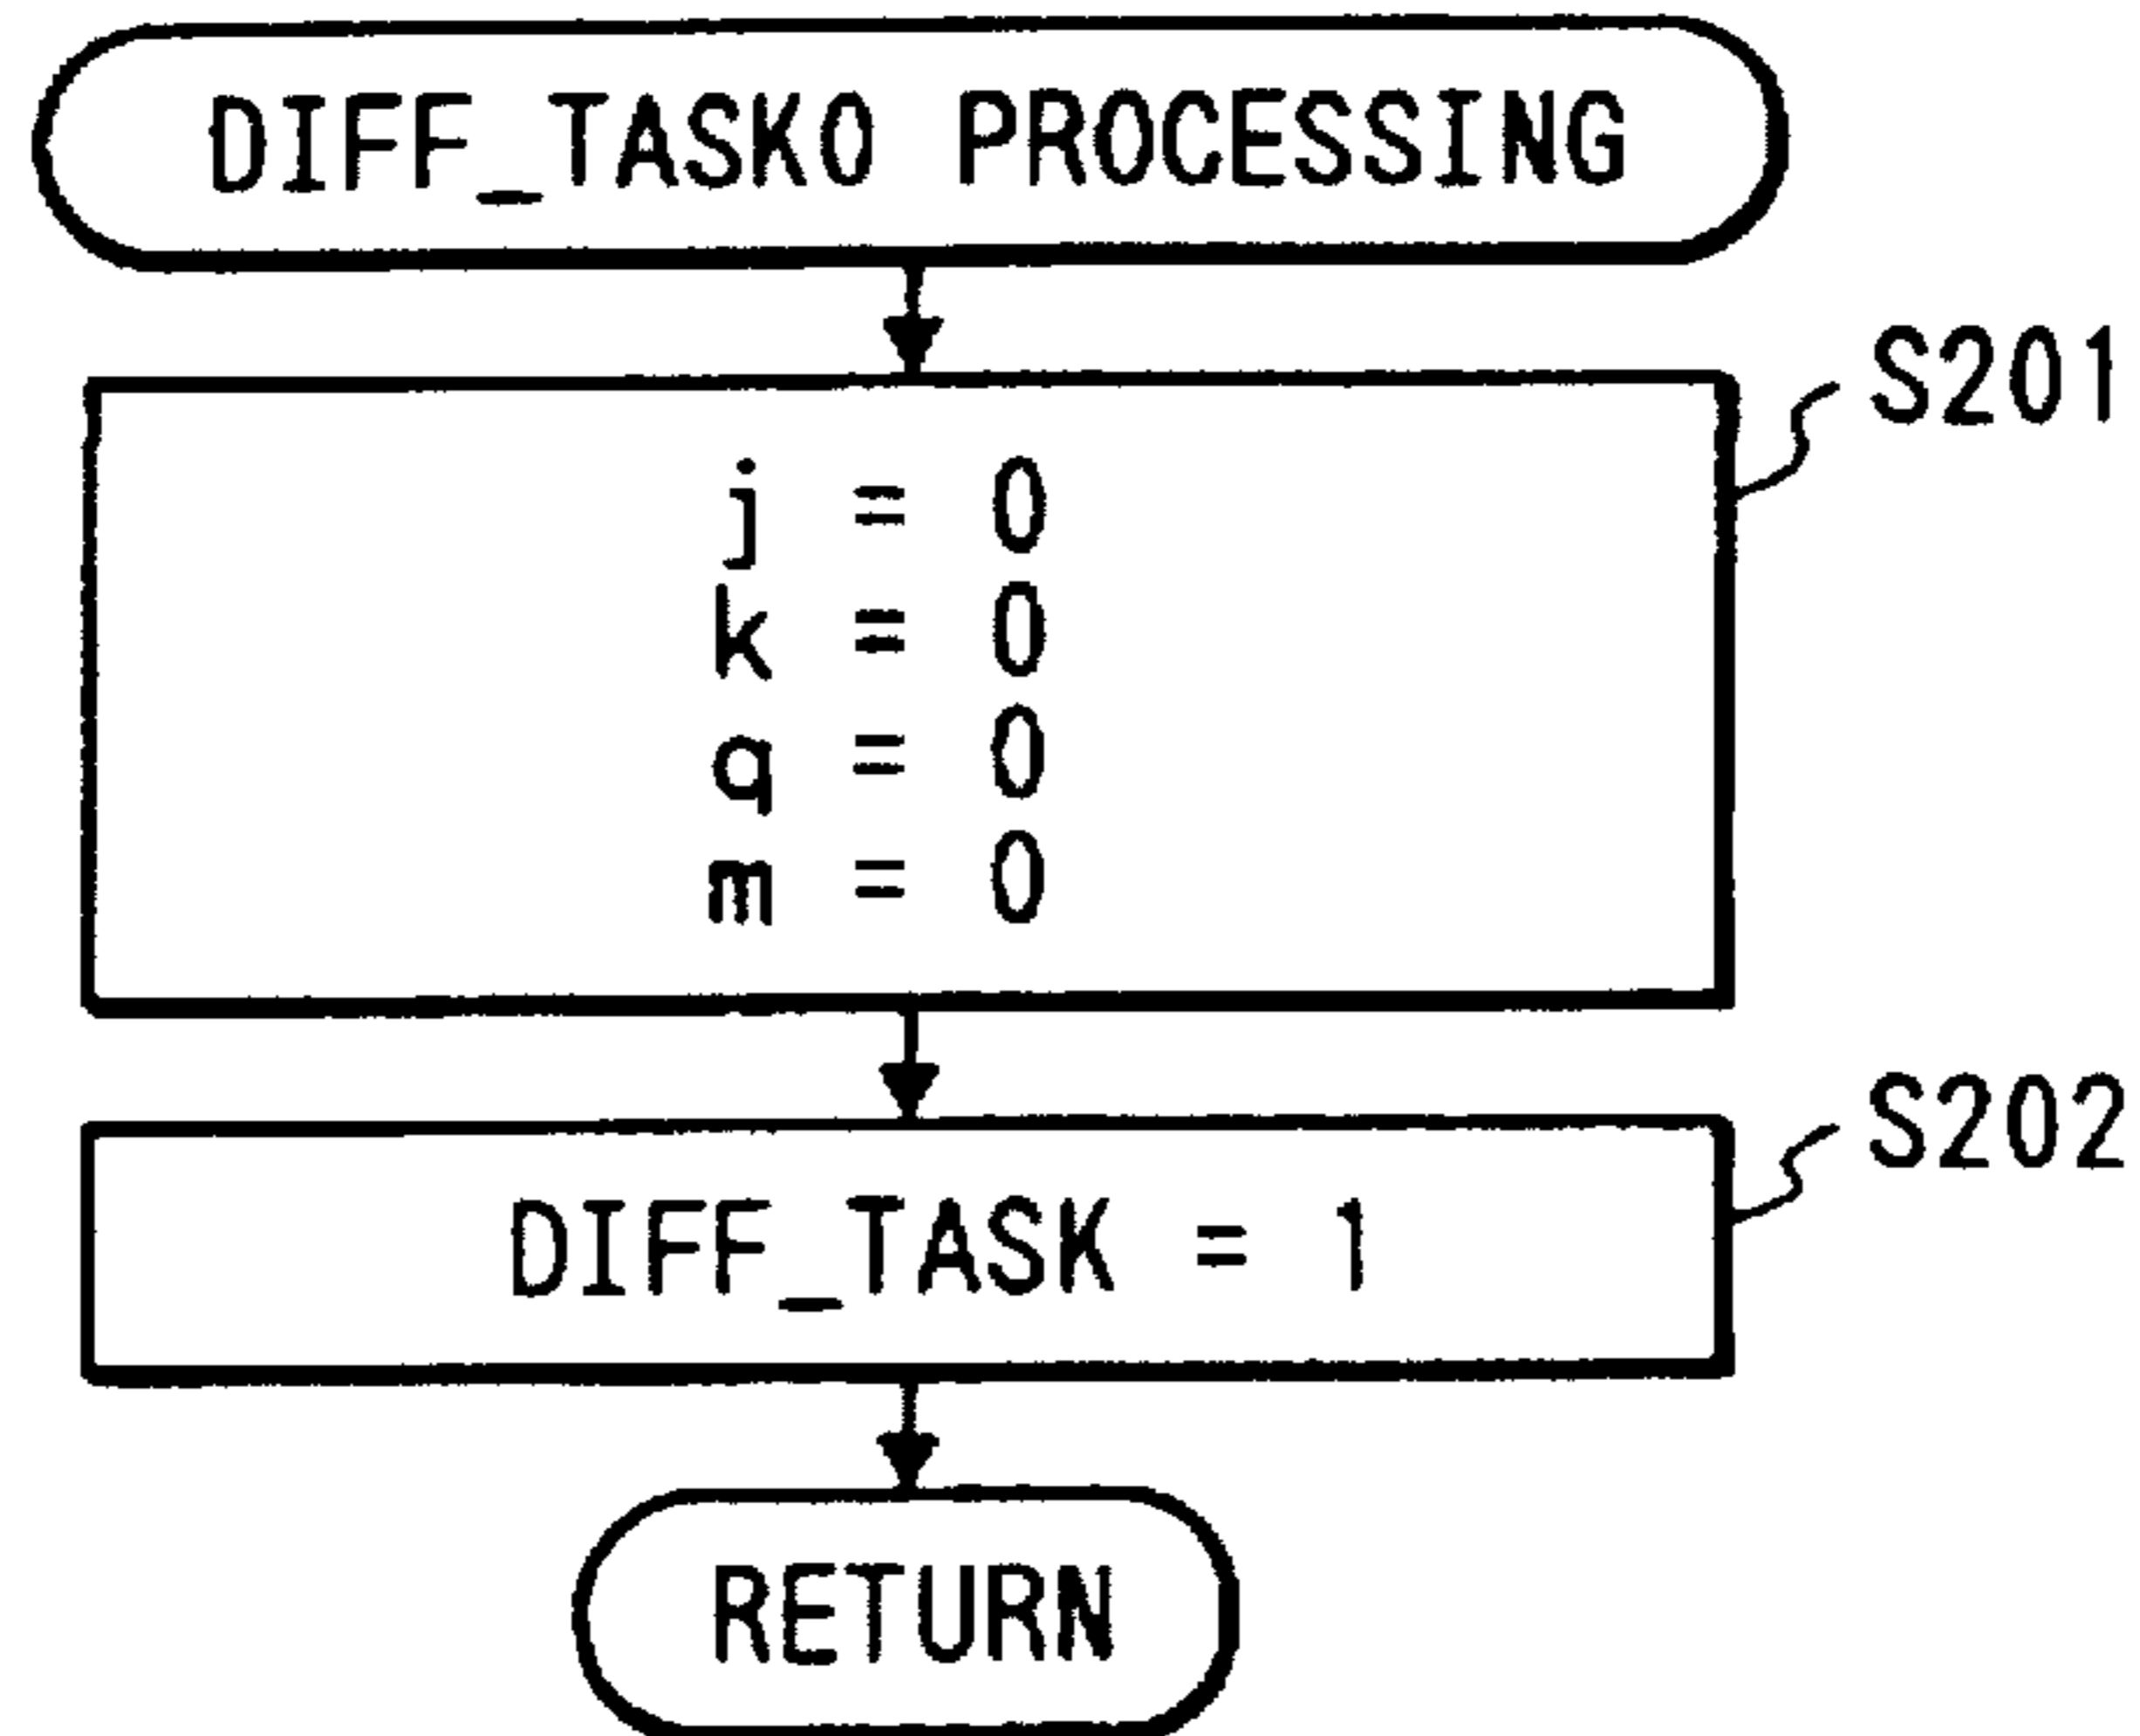 DIFF_TASK0 PROCESSING
S201
j = 0
k = 0
q = 0
m = 0
S202
DIFF_TASK = 1
RETURN